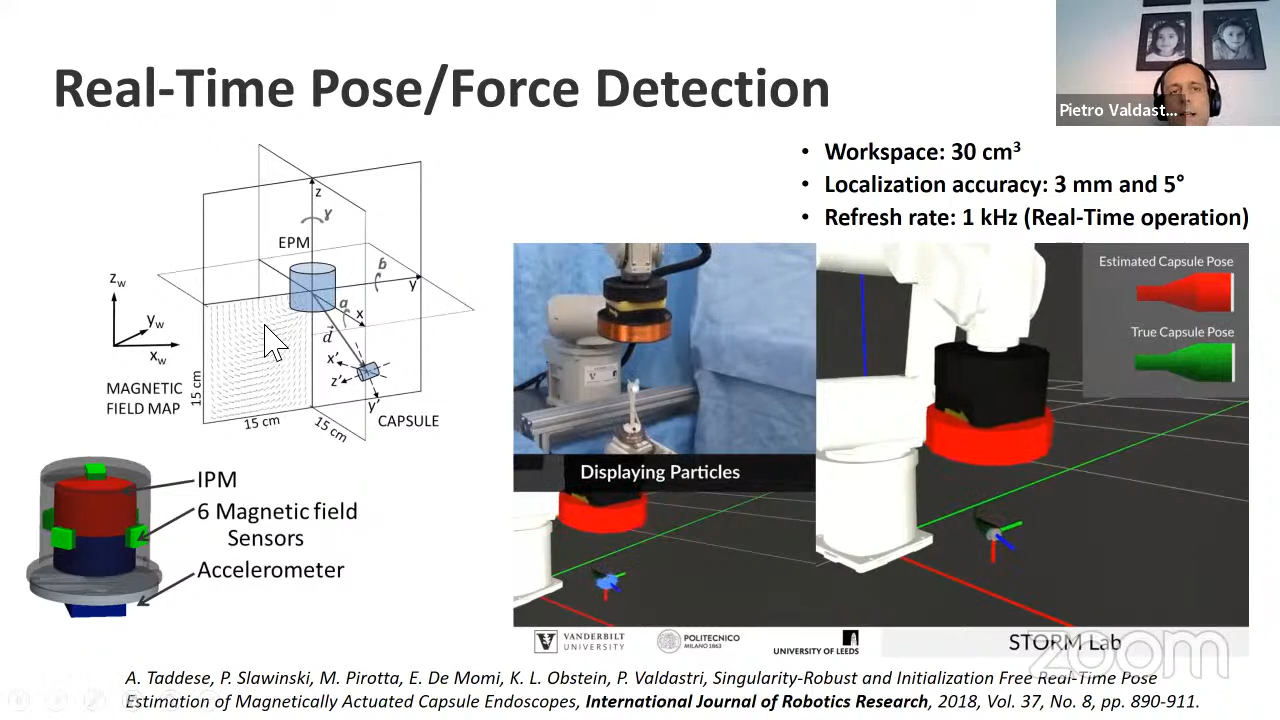 Real-Time Pose/Force Detection
Pietro Valdast...
• Workspace: 30 cm³
• Localization accuracy: 3 mm and 5°
• Refresh rate: 1 kHz (Real-Time operation)
z
γ
EPM
b
y
a
x
d
x'
z'
y'
CAPSULE
z_w
y_w
x_w
MAGNETIC
FIELD MAP
15 cm
15 cm
15 cm
IPM
6 Magnetic field
Sensors
Accelerometer
Displaying Particles
Estimated Capsule Pose
True Capsule Pose
VANDERBILT
UNIVERSITY
POLITECNICO
MILANO 1863
UNIVERSITY OF LEEDS
STORM Lab
zoom
A. Taddese, P. Slawinski, M. Pirotta, E. De Momi, K. L. Obstein, P. Valdastri, Singularity-Robust and Initialization Free Real-Time Pose
Estimation of Magnetically Actuated Capsule Endoscopes, International Journal of Robotics Research, 2018, Vol. 37, No. 8, pp. 890-911.